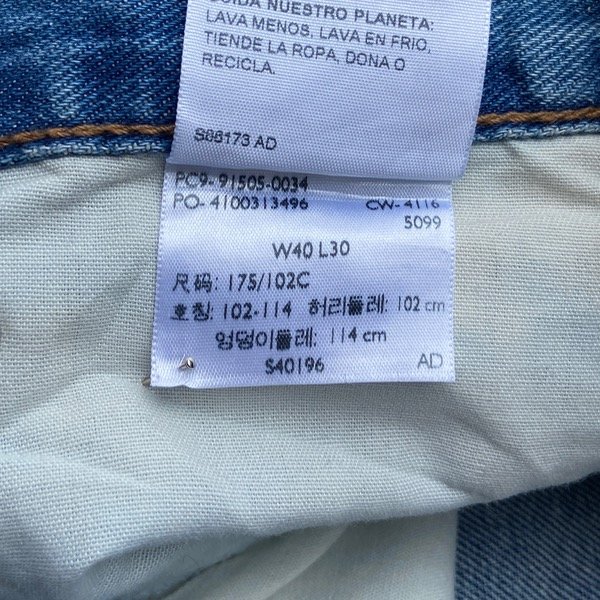 CUIDA NUESTRO PLANETA:
LAVA MENOS, LAVA EN FRIO,
TIENDE LA ROPA, DONA O
RECICLA.
S86173 AD
PC9- 91505-0034
PO- 4100313496 CW- 4116
5099
W40 L30
尺码: 175/102C
호칭: 102-114 허리둘레: 102 cm
엉덩이둘레: 114 cm
S40196 AD